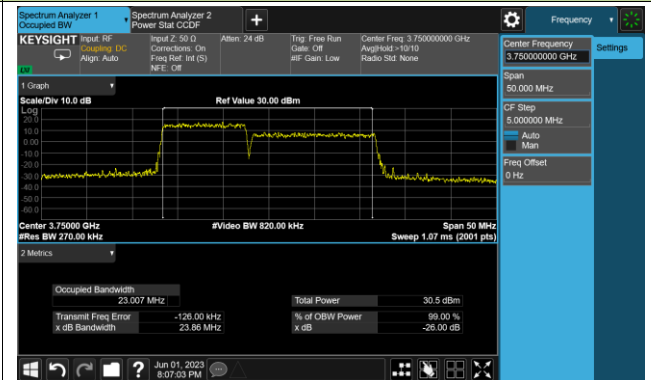 Spectrum Analyzer 1
Occupied BW
Spectrum Analyzer 2
Power Stat CCDF
Frequency
KEYSIGHT
Input: RF
Coupling: DC
Align: Auto
Input Z: 50 Ω
Corrections: On
Freq Ref: Int (S)
NFE: Off
Atten: 24 dB
Trig: Free Run
Gate: Off
#IF Gain: Low
Center Freq: 3.750000000 GHz
Avg|Hold:>10/10
Radio Std: None
Center Frequency
3.750000000 GHz
Settings
Span
50.000 MHz
CF Step
5.000000 MHz
Auto
Man
Freq Offset
0 Hz
1 Graph
Scale/Div 10.0 dB
Ref Value 30.00 dBm
Log
20.0
10.0
0.00
-10.0
-20.0
-30.0
-40.0
-50.0
-60.0
Center 3.75000 GHz
#Video BW 820.00 kHz
Span 50 MHz
#Res BW 270.00 kHz
Sweep 1.07 ms (2001 pts)
2 Metrics
Occupied Bandwidth
23.007 MHz
Total Power
30.5 dBm
Transmit Freq Error
-126.00 kHz
% of OBW Power
99.00 %
x dB Bandwidth
23.86 MHz
x dB
-26.00 dB
Jun 01, 2023
8:07:03 PM